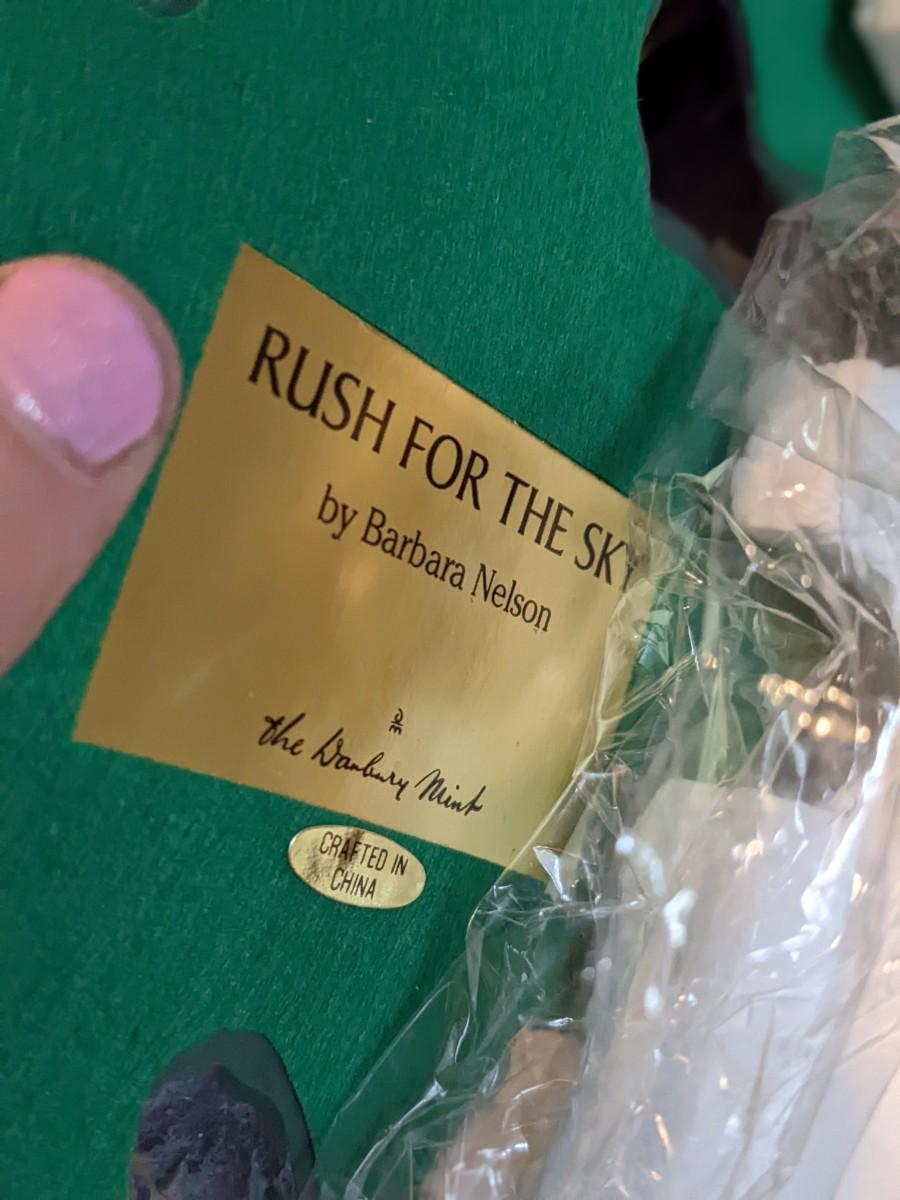 RUSH FOR THE SKY
by Barbara Nelson
the Danbury Mint
CRAFTED IN
CHINA